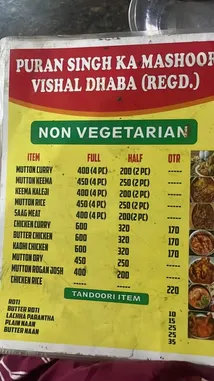 PURAN SINGH KA MASHOOR
VISHAL DHABA (REGD.)
NON VEGETARIAN
ITEM FULL HALF QTR
MUTTON CURRY 400 (4 PC) 200 (2 PC) -----
MUTTON KEEMA 450 (4 PC) 250 (2 PC) -----
KEEMA KALEGI 400 (4 PC) 200 (2 PC) -----
MUTTON RICE 450 (4 PC) 250 (2 PC) -----
SAAG MEAT 400 (4 PC) 200 (2 PC) -----
CHICKEN CURRY 600 320 170
BUTTER CHICKEN 600 320 170
KADHI CHICKEN 600 320 170
MUTTON DRY 450 250 -----
MUTTON ROGAN JOSH 400 200 -----
CHICKEN RICE ----- ----- 220
TANDOORI ITEM
ROTI 10
BUTTER ROTI 15
LACHHA PARANTHA 25
PLAIN NAAN 25
BUTTER NAAN 35